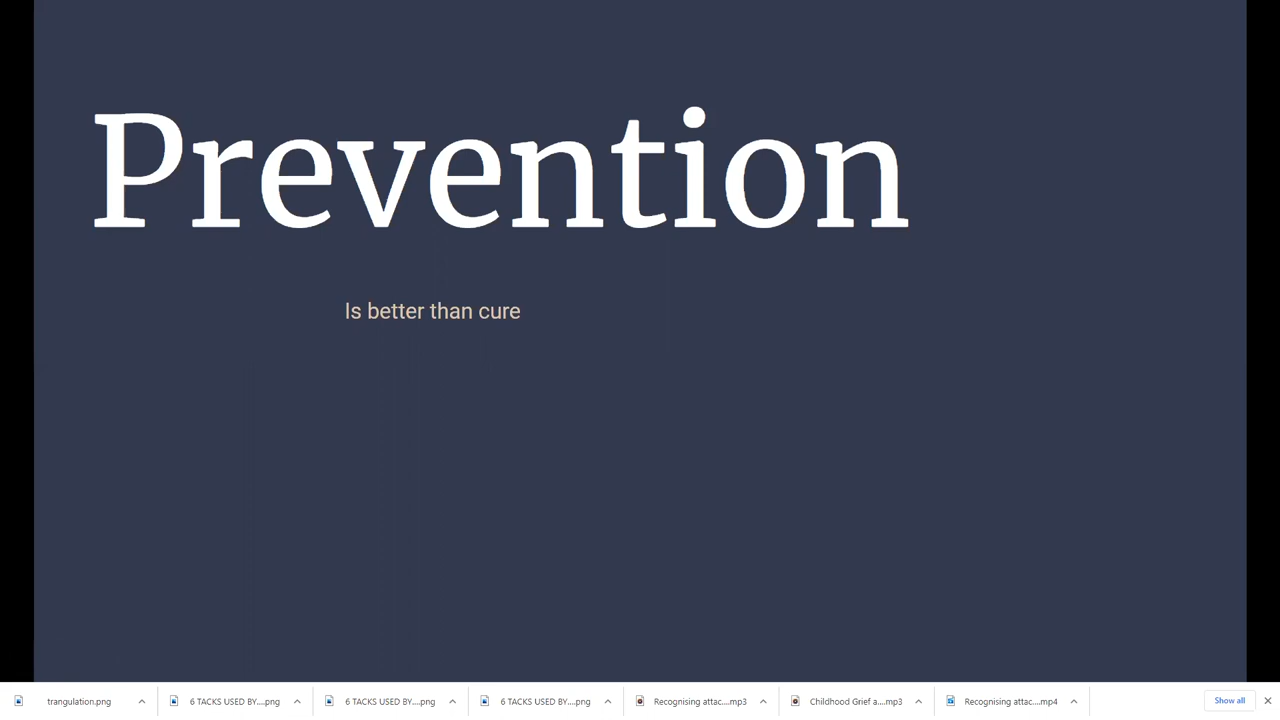 Prevention
Is better than cure
trangulation.png
6 TACKS USED BY....png
6 TACKS USED BY....png
6 TACKS USED BY....png
Recognising attac....mp3
Childhood Grief a....mp3
Recognising attac....mp4
Show all